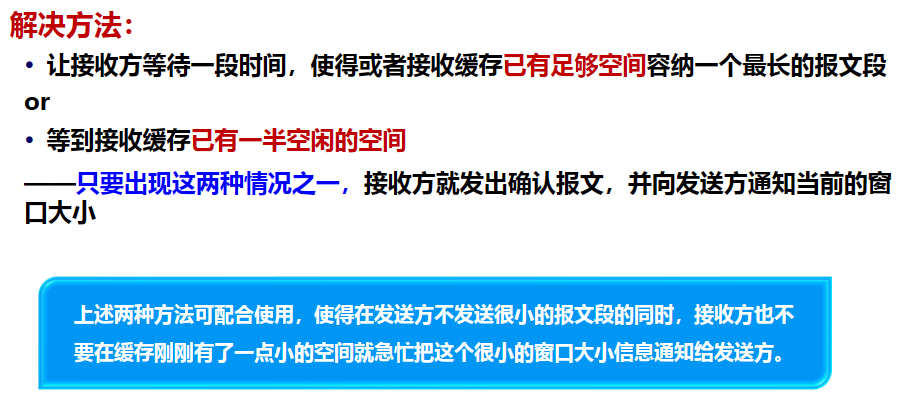 解决方法：
• 让接收方等待一段时间，使得或者接收缓存已有足够空间容纳一个最长的报文段
or
• 等到接收缓存已有一半空闲的空间
——只要出现这两种情况之一，接收方就发出确认报文，并向发送方通知当前的窗
口大小
上述两种方法可配合使用，使得在发送方不发送很小的报文段的同时，接收方也不
要在缓存刚刚有了一点小的空间就急忙把这个很小的窗口大小信息通知给发送方。